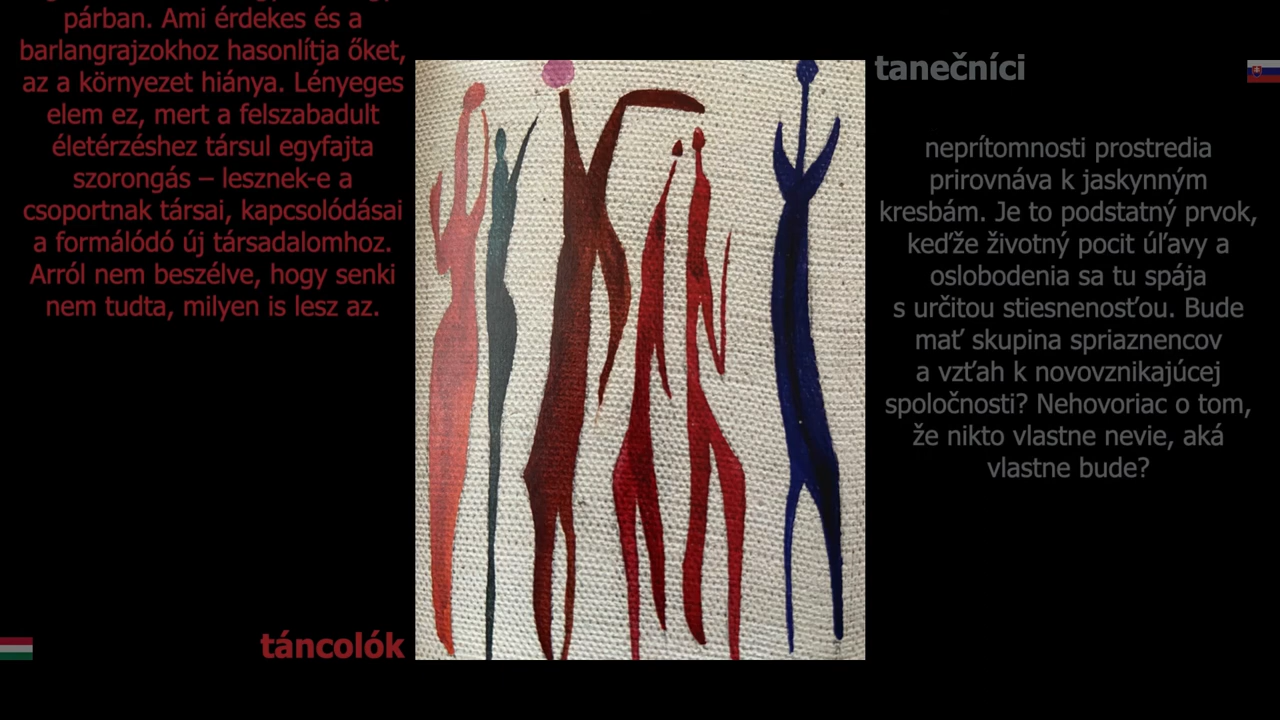 párban. Ami érdekes és a
barlangrajzokhoz hasonlítja őket,
az a környezet hiánya. Lényeges
elem ez, mert a felszabadult
életérzéshez társul egyfajta
szorongás – lesznek-e a
csoportnak társai, kapcsolódásai
a formálódó új társadalomhoz.
Arról nem beszélve, hogy senki
nem tudta, milyen is lesz az.
táncolók
tanečníci
neprítomnosti prostredia
prirovnáva k jaskynným
kresbám. Je to podstatný prvok,
keďže životný pocit úľavy a
oslobodenia sa tu spája
s určitou stiesnenosťou. Bude
mať skupina spriaznencov
a vzťah k novovznikajúcej
spoločnosti? Nehovoriac o tom,
že nikto vlastne nevie, aká
vlastne bude?